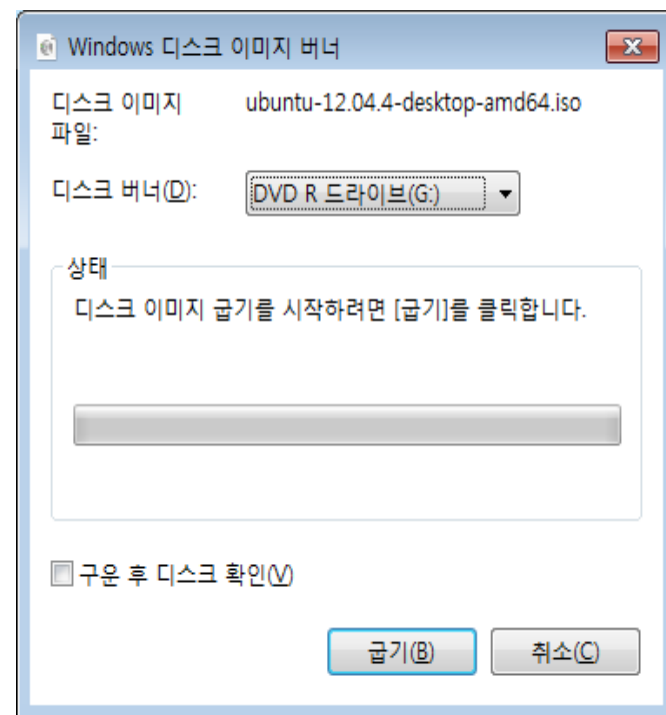 Windows 디스크 이미지 버너
디스크 이미지 ubuntu-12.04.4-desktop-amd64.iso
파일:
디스크 버너(D): DVD R 드라이브(G:)
상태
디스크 이미지 굽기를 시작하려면 [굽기]를 클릭합니다.
구운 후 디스크 확인(V)
굽기(B) 취소(C)